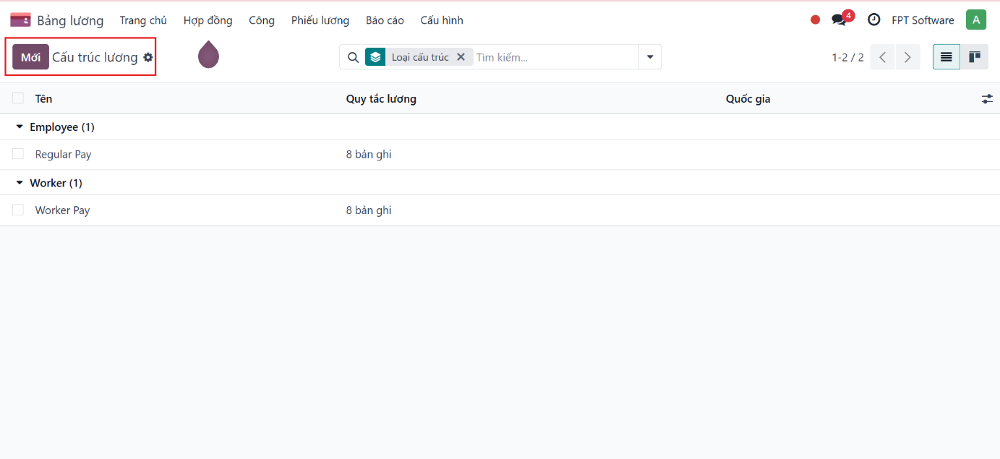 Bảng lương Trang chủ Hợp đồng Công Phiếu lương Báo cáo Cấu hình 4 FPT Software A
Mới Cấu trúc lương Loại cấu trúc Tìm kiếm... 1-2 / 2
Tên Quy tắc lương Quốc gia
Employee (1)
Regular Pay 8 bản ghi
Worker (1)
Worker Pay 8 bản ghi